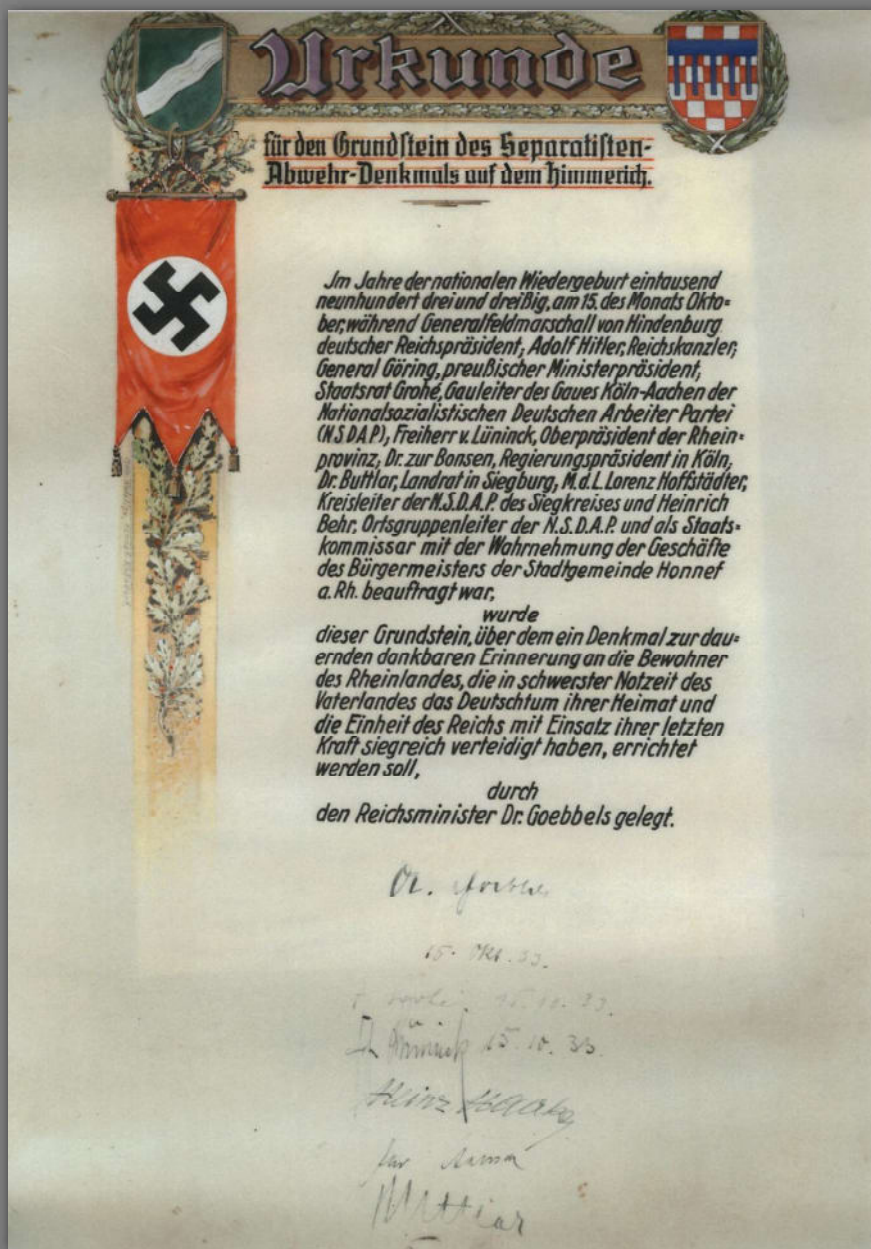 Urkunde
für den Grundstein des Separatisten-
Abwehr-Denkmals auf dem Himmerich.
Im Jahre der nationalen Wiedergeburt eintausend
neunhundert drei und dreißig, am 15. des Monats Okto=
ber, während Generalfeldmarschall von Hindenburg
deutscher Reichspräsident, Adolf Hitler, Reichskanzler,
General Göring, preußischer Ministerpräsident,
Staatsrat Grohé, Gauleiter des Gaues Köln-Aachen der
Nationalsozialistischen Deutschen Arbeiter Partei
(N.S.D.A.P.), Freiherr v. Lüninck, Oberpräsident der Rhein=
provinz, Dr. zur Bonsen, Regierungspräsident in Köln,
Dr. Buttlar, Landrat in Siegburg, M.d.L. Lorenz Hoffstädter,
Kreisleiter der N.S.D.A.P. des Siegkreises und Heinrich
Behr, Ortsgruppenleiter der N.S.D.A.P. und als Staats=
kommissar mit der Wahrnehmung der Geschäfte
des Bürgermeisters der Stadtgemeinde Honnef
a. Rh. beauftragt war,
wurde
dieser Grundstein, über dem ein Denkmal zur dau=
ernden dankbaren Erinnerung an die Bewohner
des Rheinlandes, die in schwerster Notzeit des
Vaterlandes das Deutschtum ihrer Heimat und
die Einheit des Reichs mit Einsatz ihrer letzten
Kraft siegreich verteidigt haben, errichtet
werden soll,
durch
den Reichsminister Dr. Goebbels gelegt.
Dr. Goebbels
15. Okt. 33.
15.10.33.
Lüninck 15.10.33.
Heinz Haake